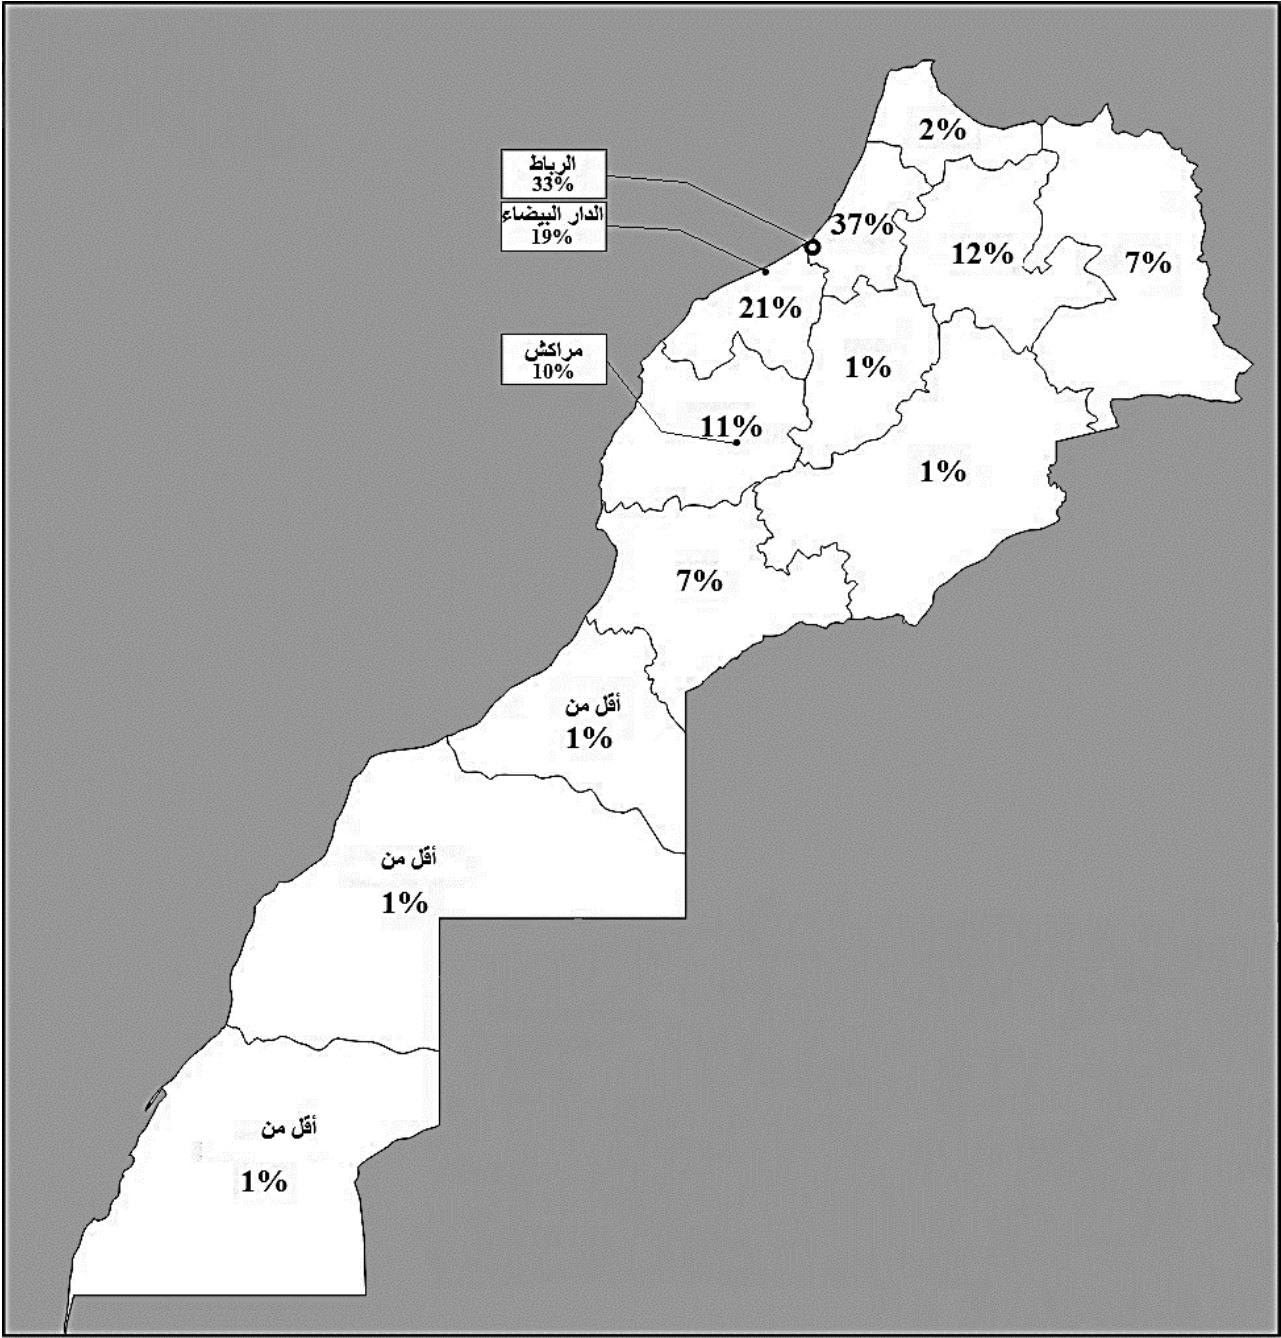 2%
الرباط
33%
الدار البيضاء
19%
37%
12%
7%
21%
مراكش
10%
1%
11%
1%
7%
أقل من
1%
أقل من
1%
أقل من
1%